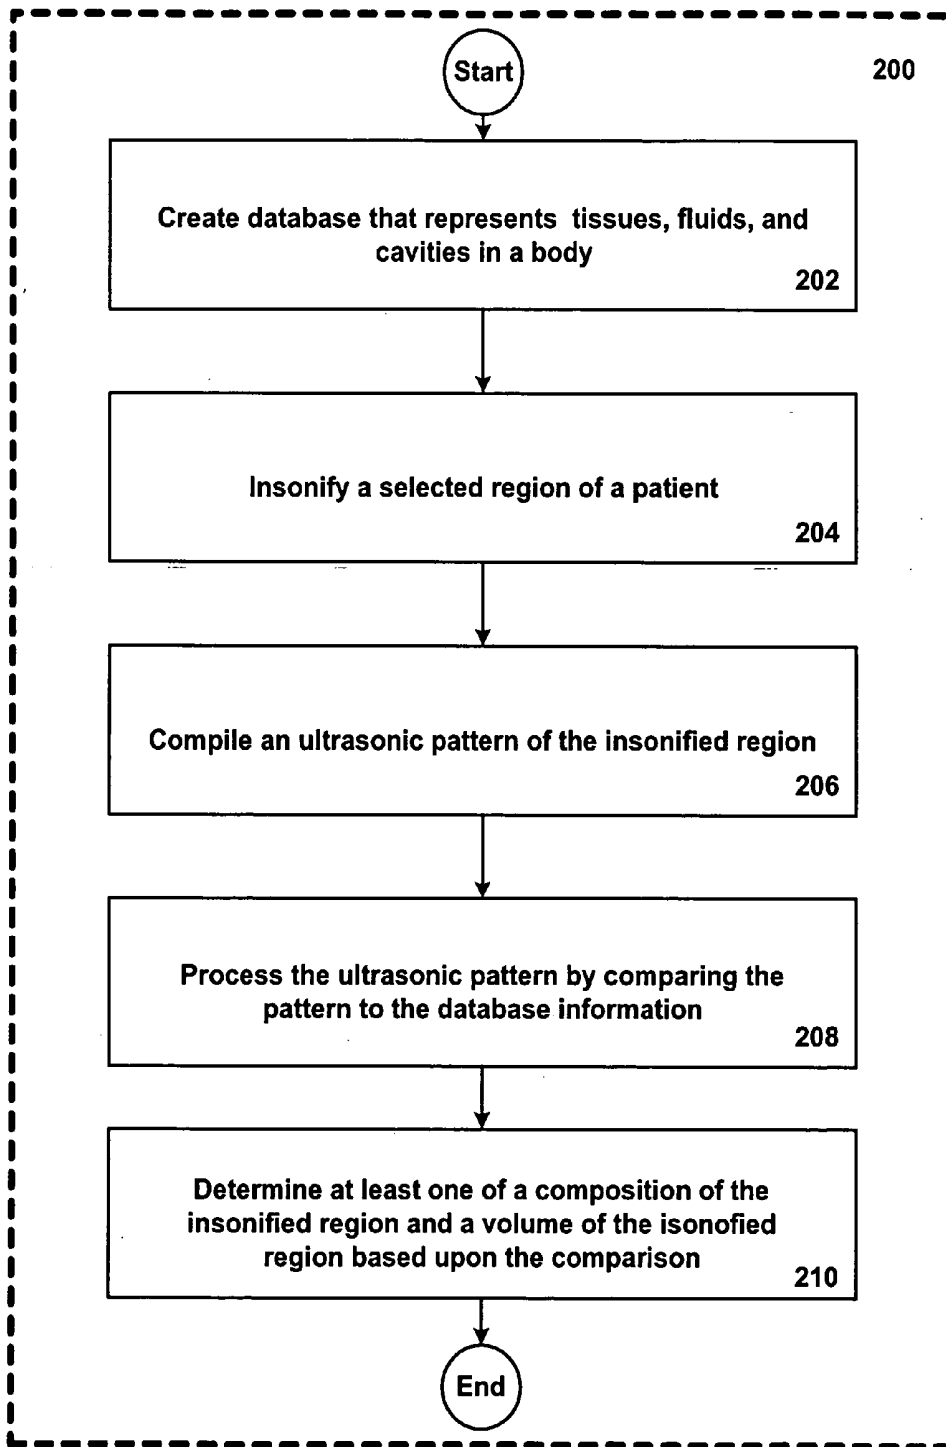 Start
200
Create database that represents tissues, fluids, and
cavities in a body
202
Insonify a selected region of a patient
204
Compile an ultrasonic pattern of the insonified region
206
Process the ultrasonic pattern by comparing the
pattern to the database information
208
Determine at least one of a composition of the
insonified region and a volume of the isonofied
region based upon the comparison
210
End